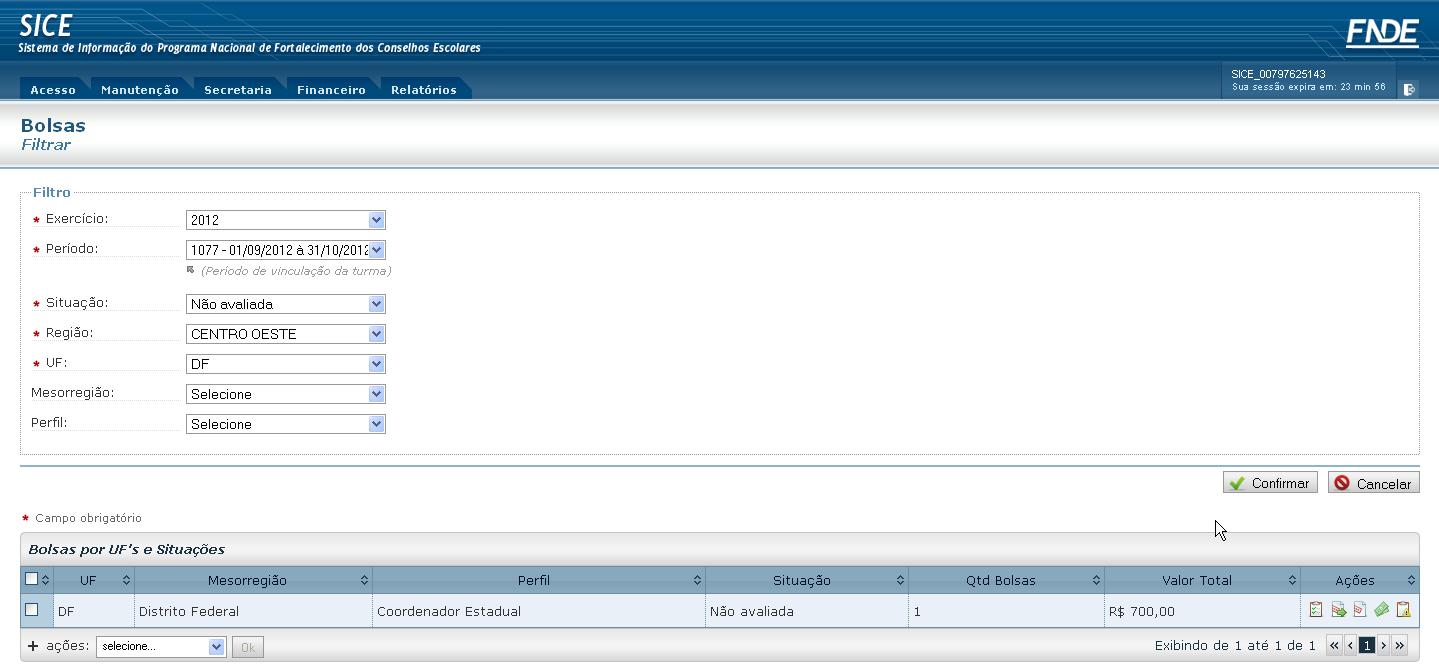 SICE
Sistema de Informação do Programa Nacional de Fortalecimento dos Conselhos Escolares
FNDE
SICE_00797625143
Sua sessão expira em: 23 min 56
Acesso Manutenção Secretaria Financeiro Relatórios
Bolsas
Filtrar
Filtro
* Exercício: 2012
* Período: 1077 - 01/09/2012 à 31/10/2012
(Período de vinculação da turma)
* Situação: Não avaliada
* Região: CENTRO OESTE
* UF: DF
Mesorregião: Selecione
Perfil: Selecione
Confirmar Cancelar
* Campo obrigatório
Bolsas por UF's e Situações
UF Mesorregião Perfil Situação Qtd Bolsas Valor Total Ações
DF Distrito Federal Coordenador Estadual Não avaliada 1 R$ 700,00
+ ações: selecione... Ok Exibindo de 1 até 1 de 1 « ‹ 1 › »